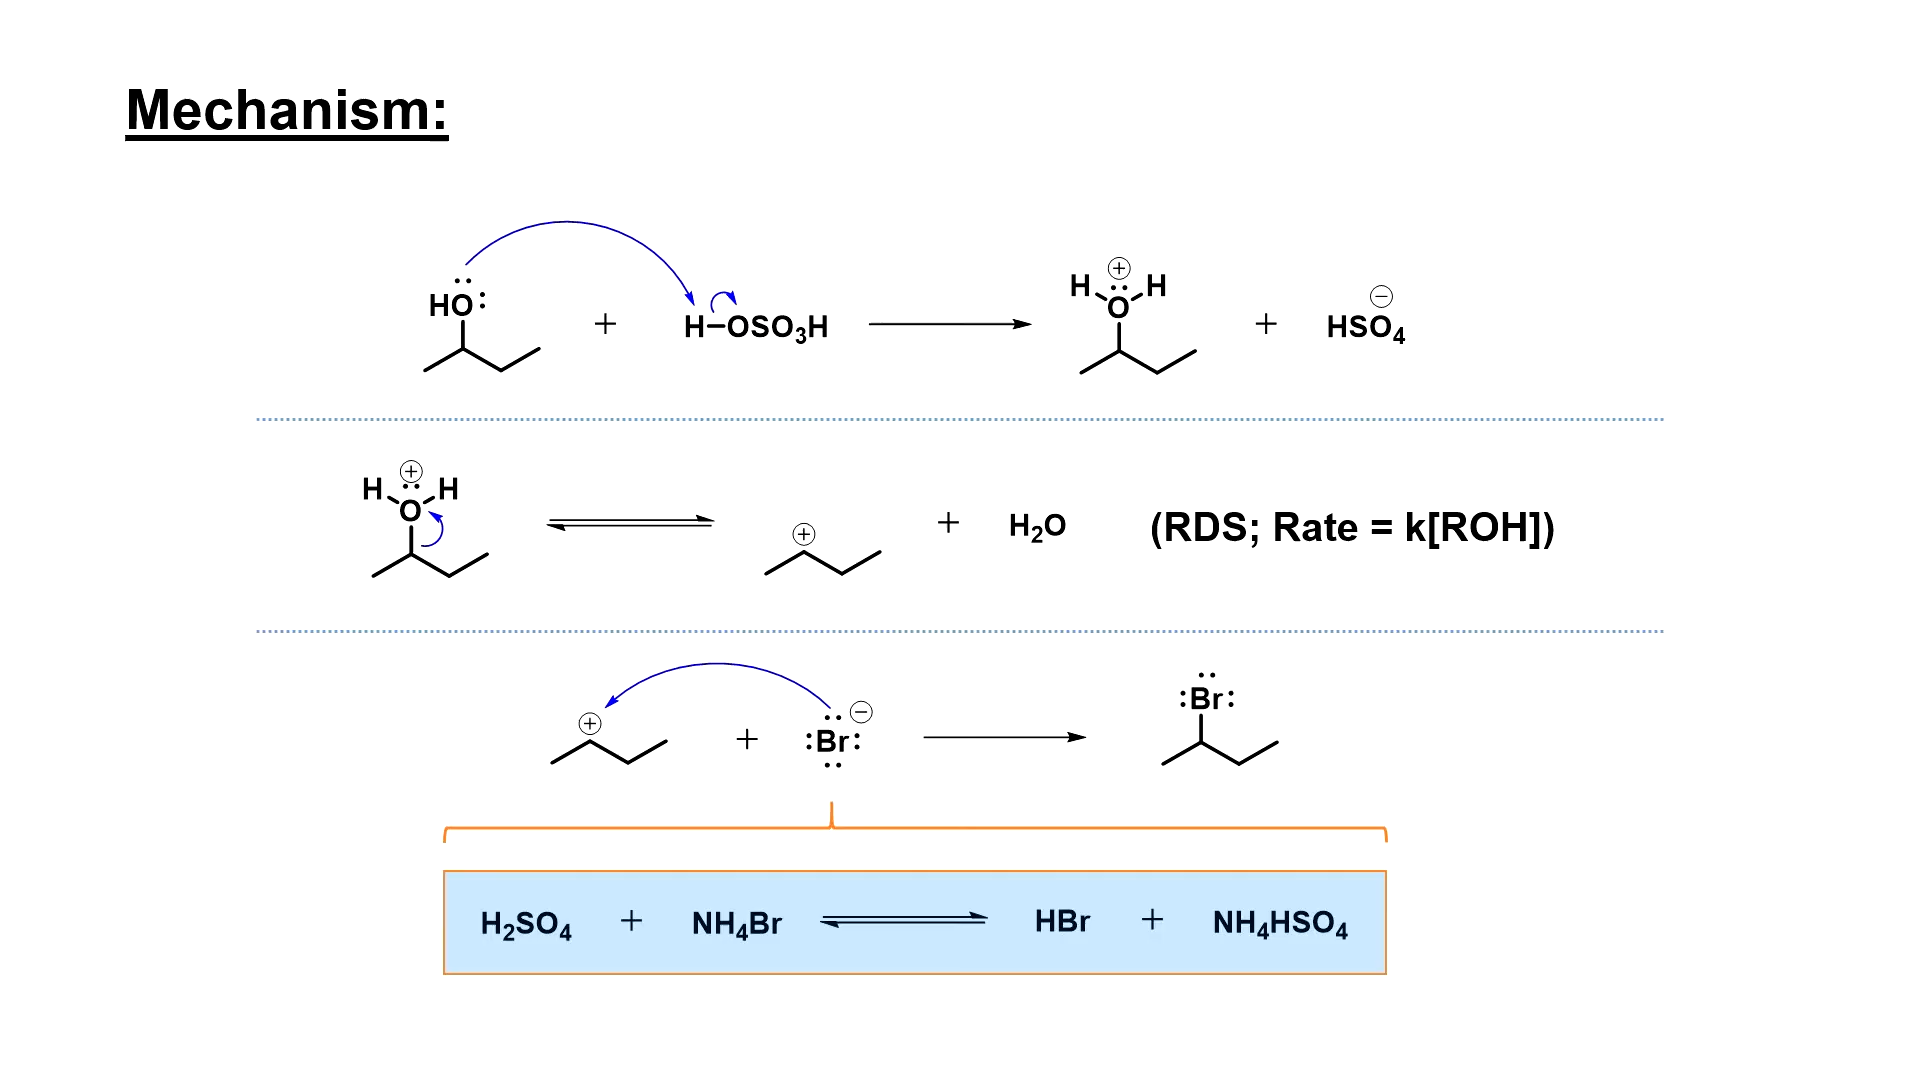 Mechanism:
HO + H–OSO₃H → H O H ⊕ + HSO₄ ⊖
H O H ⊕ ⇌ ⊕ + H₂O (RDS; Rate = k[ROH])
⊕ + :Br: ⊖ → :Br:
H₂SO₄ + NH₄Br ⇌ HBr + NH₄HSO₄